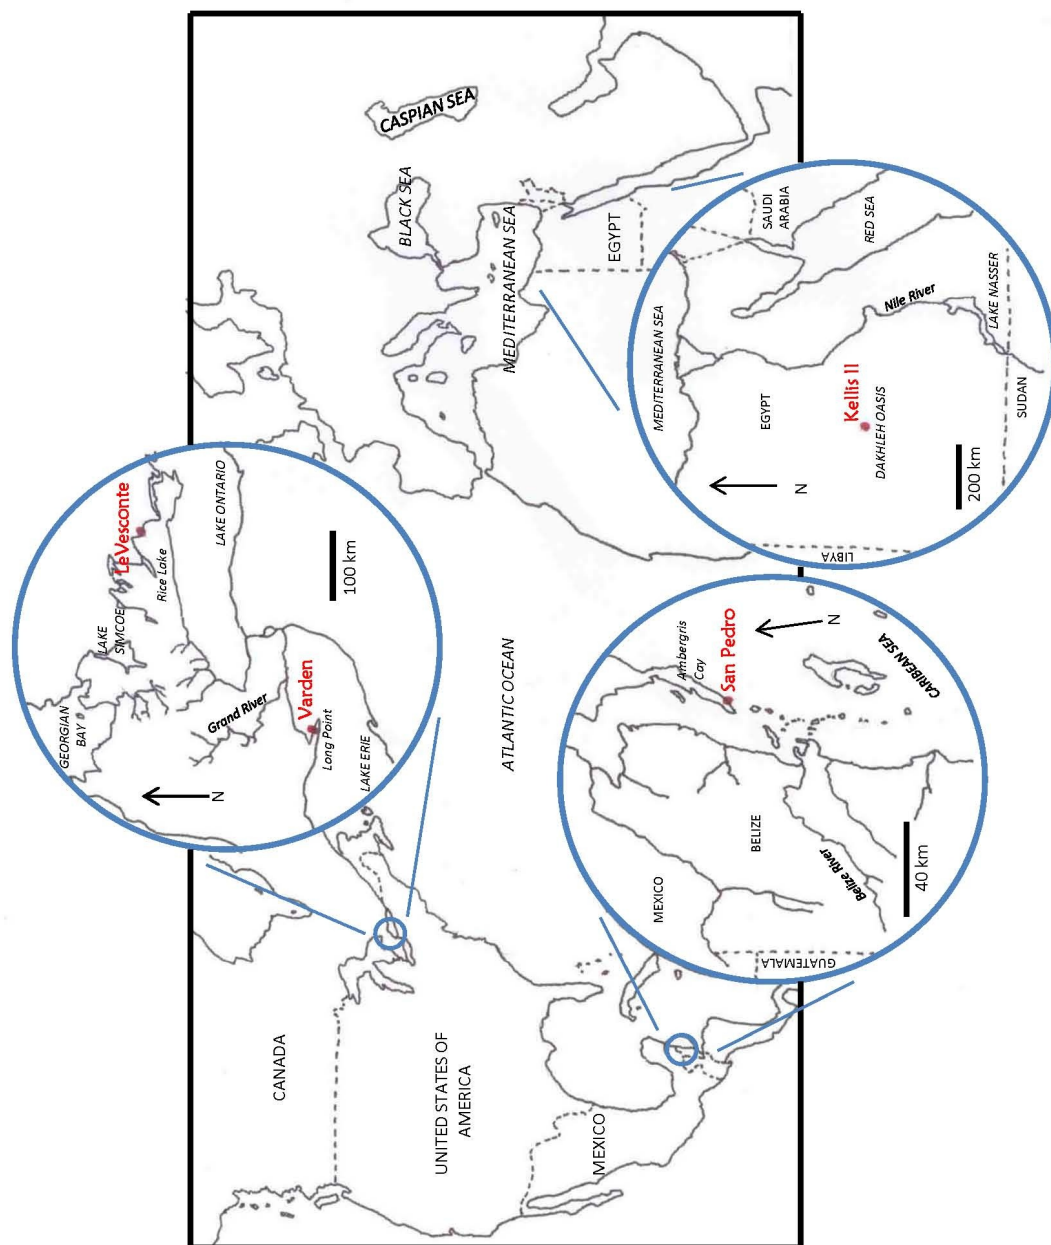 CANADA
UNITED STATES OF
AMERICA
MEXICO
ATLANTIC OCEAN
MEDITERRANEAN SEA
BLACK SEA
CASPIAN SEA
EGYPT
GEORGIAN
BAY
LAKE
SIMCOE
LeVesconte
Rice Lake
LAKE ONTARIO
Grand River
Varden
Long Point
LAKE ERIE
N
100 km
MEXICO
BELIZE
GUATEMALA
Belize River
Ambergris
Cay
San Pedro
CARIBEAN SEA
N
40 km
MEDITERRANEAN SEA
SAUDI
ARABIA
RED SEA
EGYPT
Nile River
Kellis II
DAKHLEH OASIS
LAKE NASSER
SUDAN
LIBYA
N
200 km